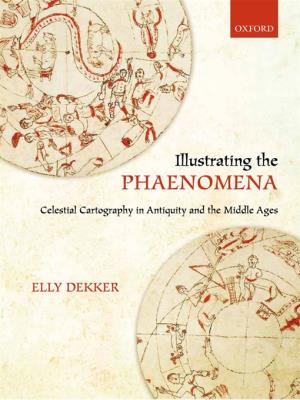 OXFORD
Illustrating the
PHAENOMENA
Celestial Cartography in Antiquity and the Middle Ages
ELLY DEKKER